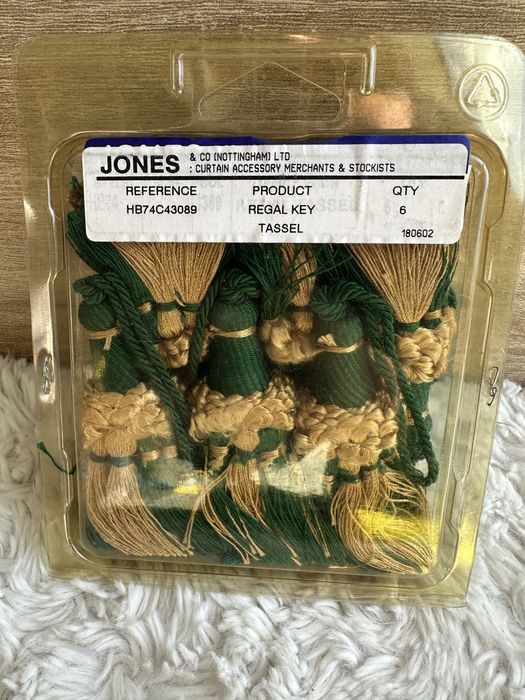 JONES & CO (NOTTINGHAM) LTD
: CURTAIN ACCESSORY MERCHANTS & STOCKISTS
REFERENCE PRODUCT QTY
HB74C43089 REGAL KEY 6
TASSEL
180602